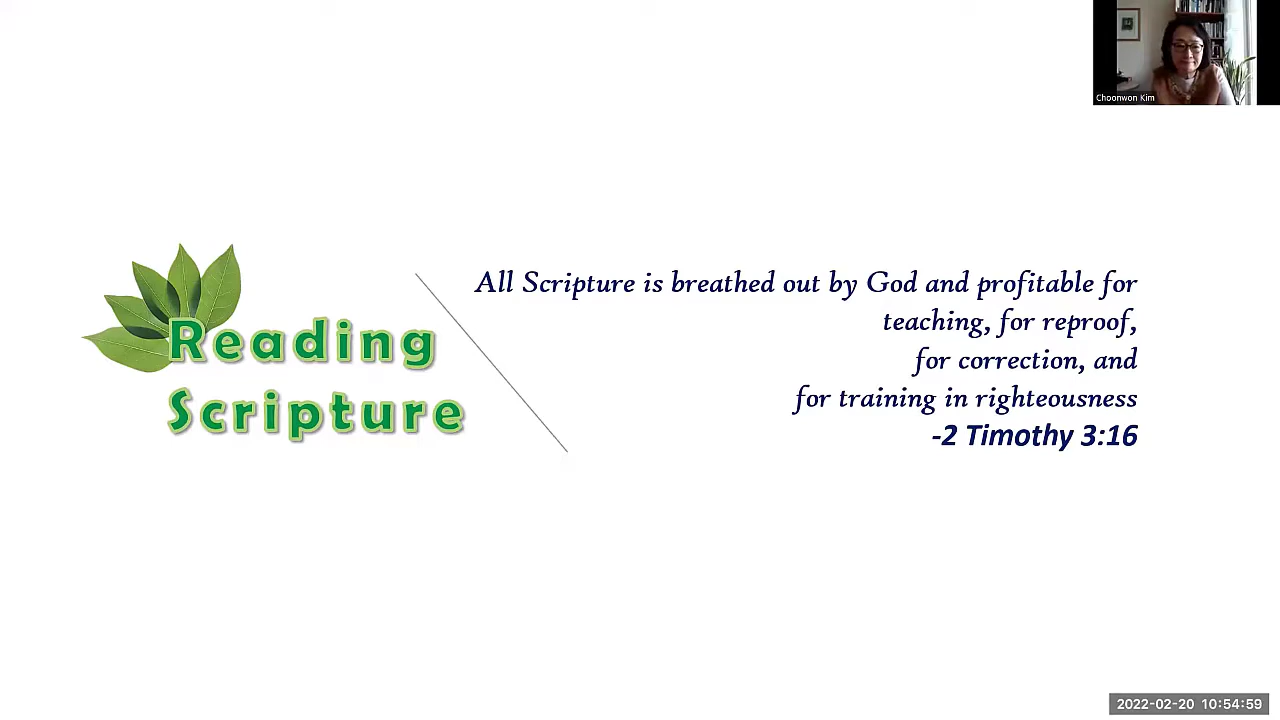 Choonwon Kim
Reading
Scripture
All Scripture is breathed out by God and profitable for
teaching, for reproof,
for correction, and
for training in righteousness
-2 Timothy 3:16
2022-02-20 10:54:59